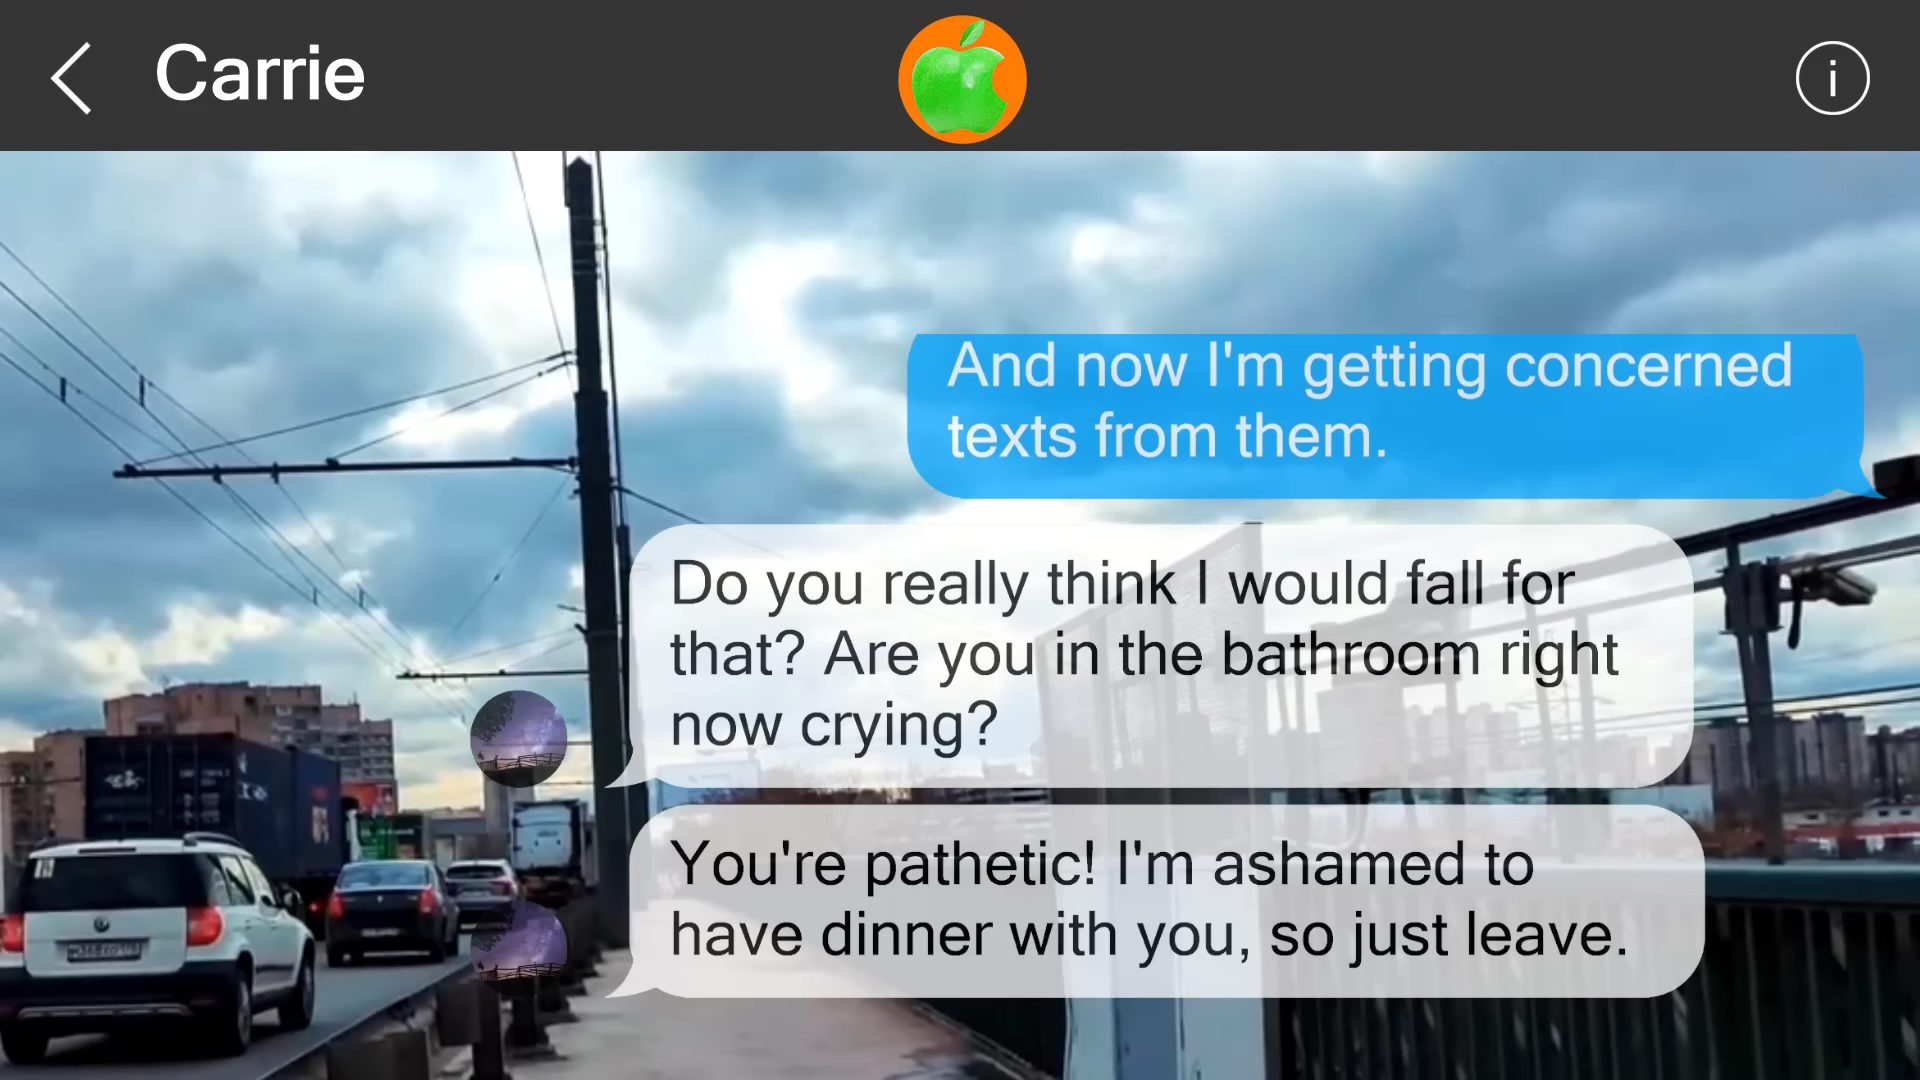 Carrie
i
And now I'm getting concerned
texts from them.
Do you really think I would fall for
that? Are you in the bathroom right
now crying?
You're pathetic! I'm ashamed to
have dinner with you, so just leave.